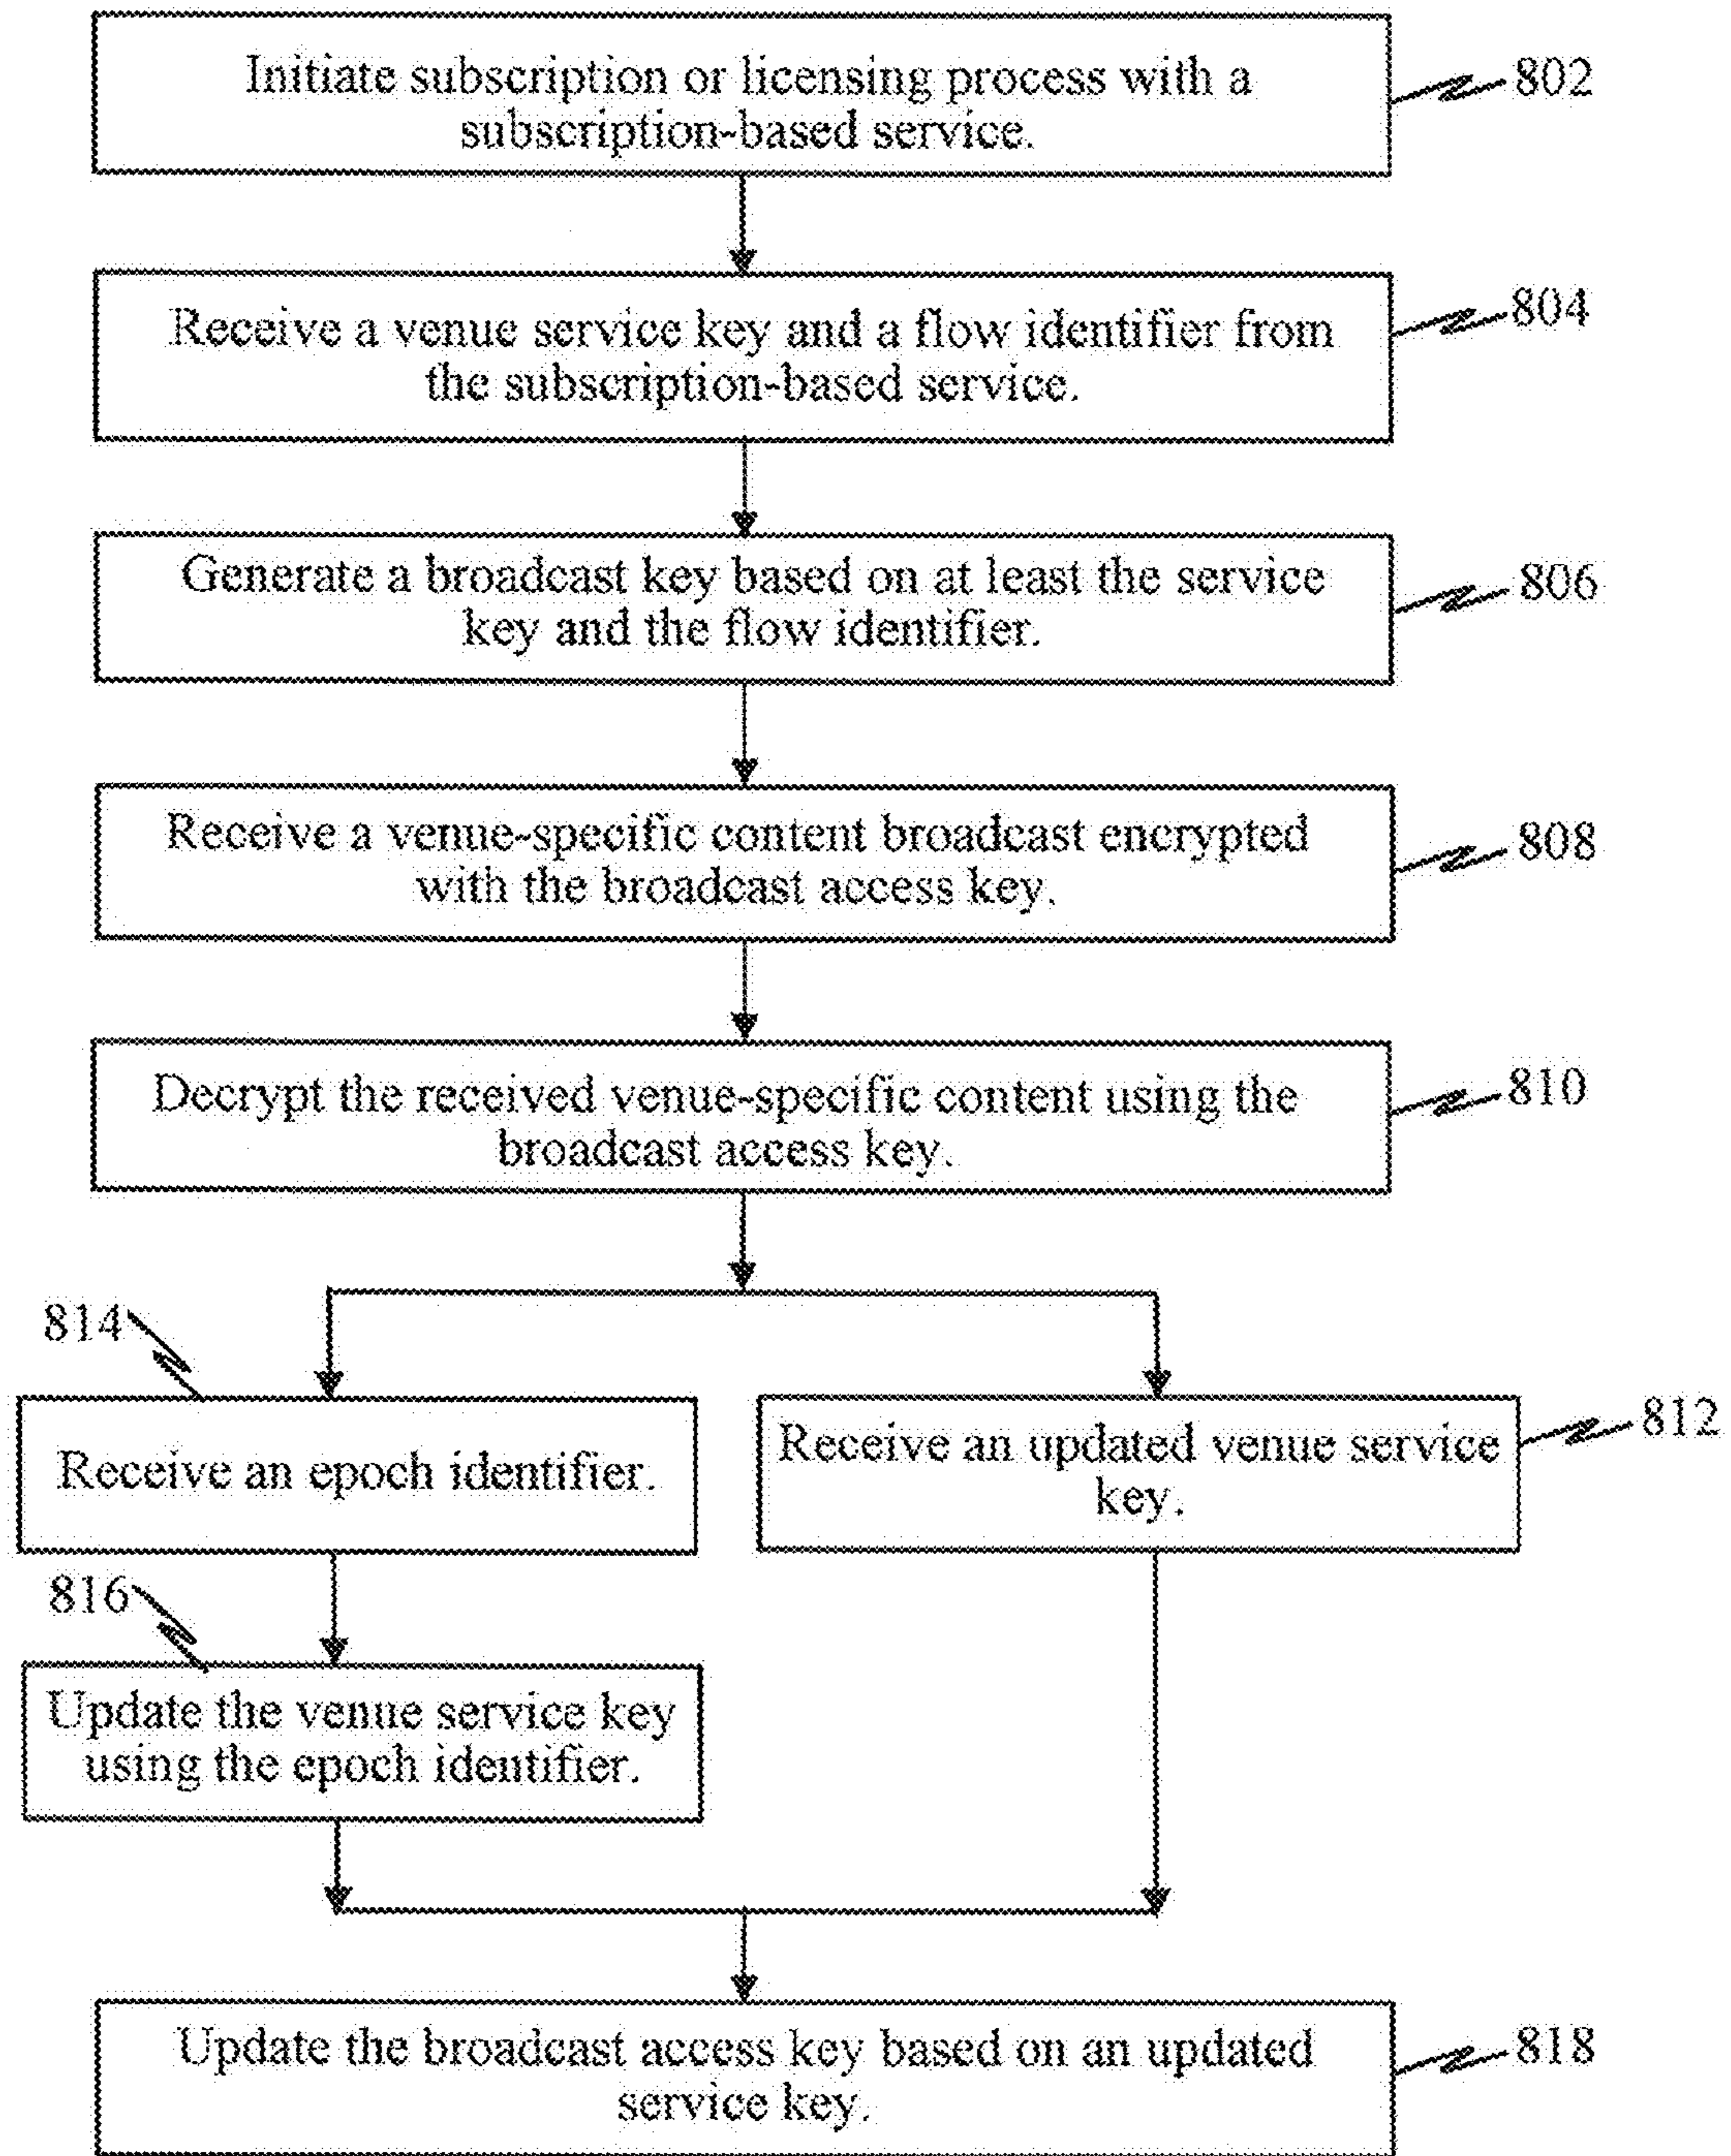 Initiate subscription or licensing process with a
subscription-based service.
802
Receive a venue service key and a flow identifier from
the subscription-based service.
804
Generate a broadcast key based on at least the service
key and the flow identifier.
806
Receive a venue-specific content broadcast encrypted
with the broadcast access key.
808
Decrypt the received venue-specific content using the
broadcast access key.
810
814
Receive an epoch identifier.
Receive an updated venue service
key.
812
816
Update the venue service key
using the epoch identifier.
Update the broadcast access key based on an updated
service key.
818